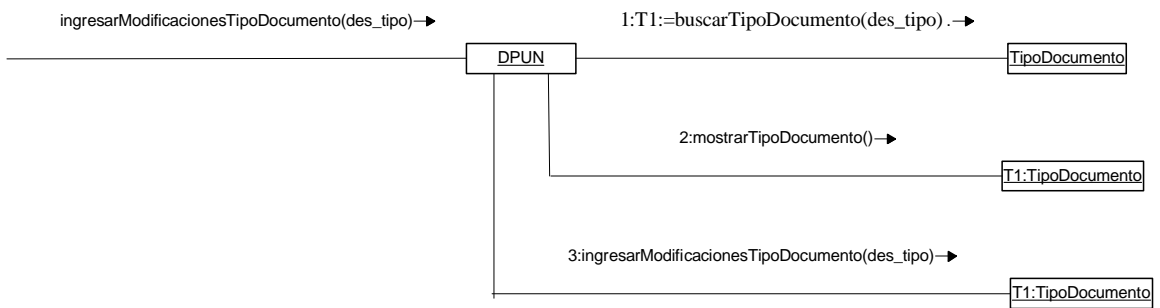 ingresarModificacionesTipoDocumento(des_tipo)
1:T1:=buscarTipoDocumento(des_tipo) .
DPUN
TipoDocumento
2:mostrarTipoDocumento()
T1:TipoDocumento
3:ingresarModificacionesTipoDocumento(des_tipo)
T1:TipoDocumento